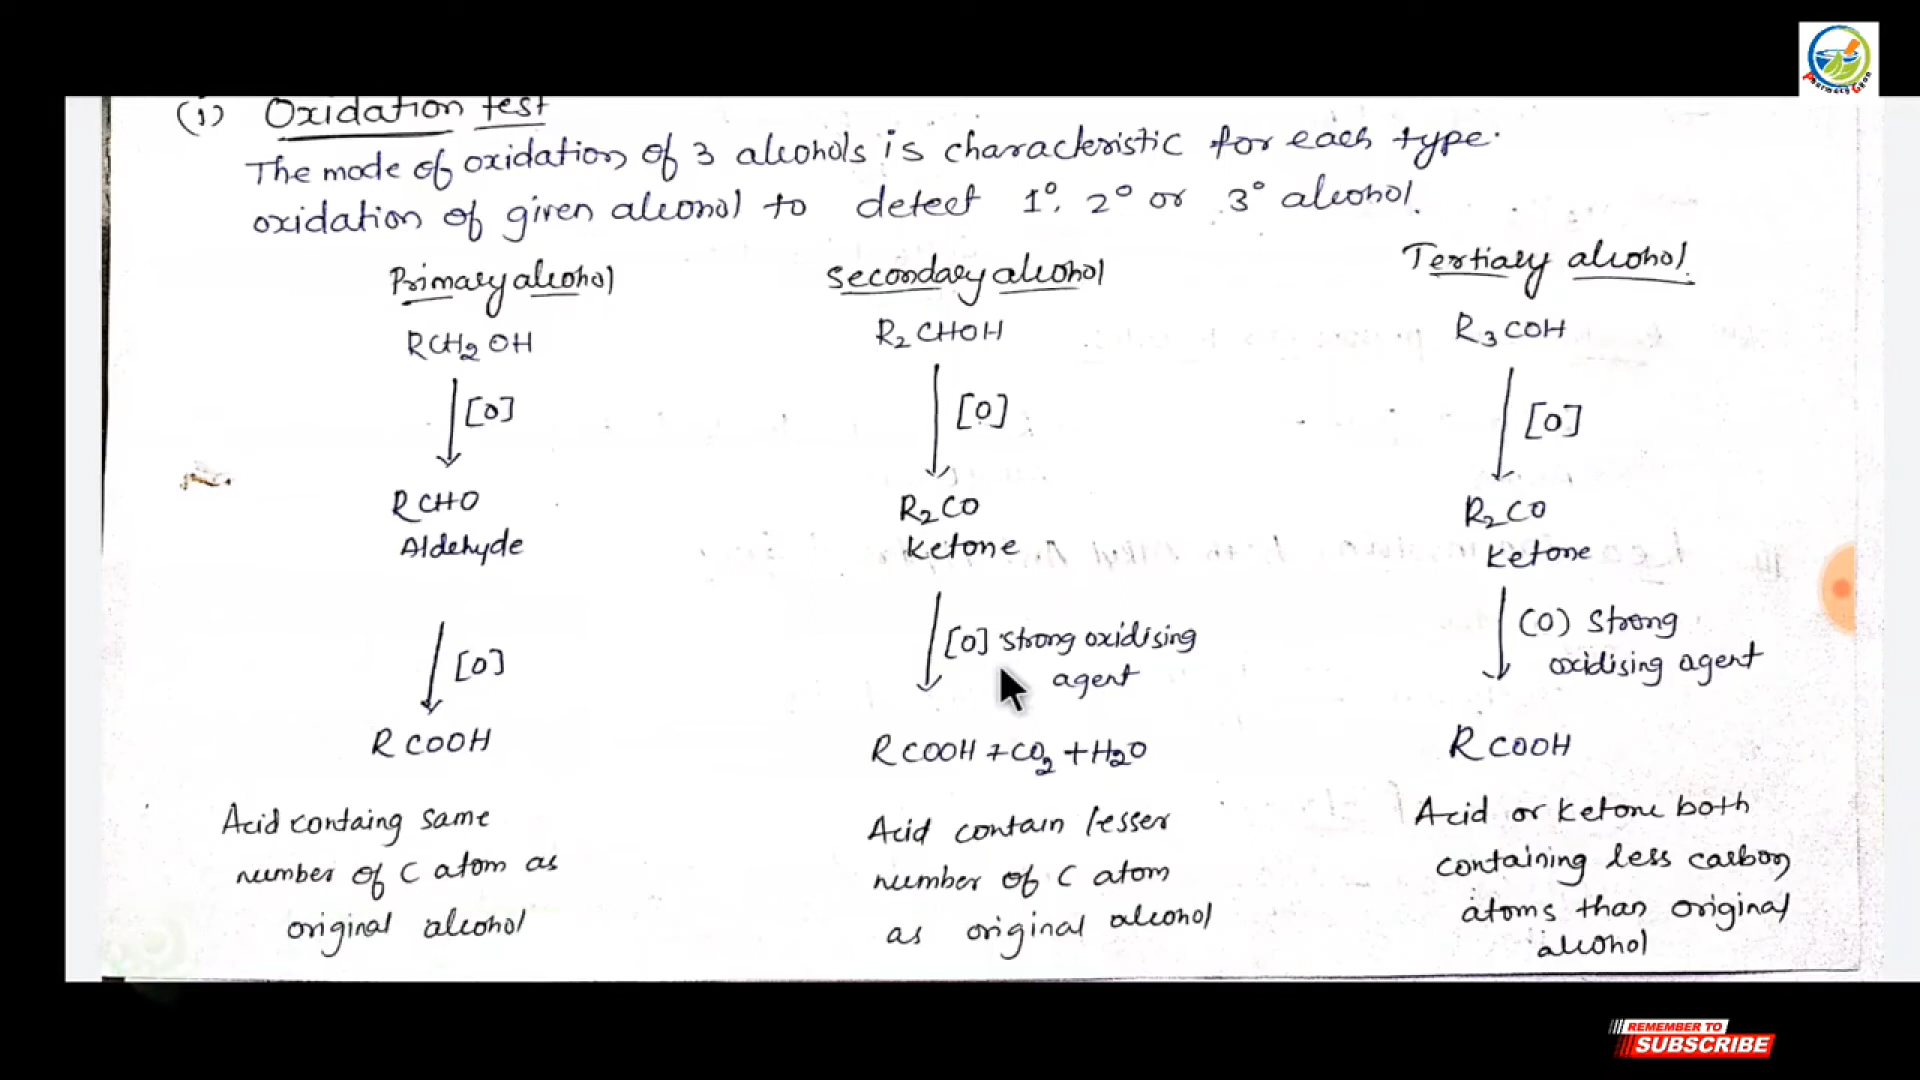 (i) Oxidation test
The mode of oxidation of 3 alcohols is characteristic for each type.
oxidation of given alcohol to detect 1°, 2° or 3° alcohol.
Primary alcohol
RCH2OH
[O]
RCHO
Aldehyde
[O]
RCOOH
Acid containg same
number of C atom as
original alcohol
Secondary alcohol
R2CHOH
[O]
R2CO
Ketone
[O] strong oxidising
agent
RCOOH + CO2 + H2O
Acid contain lesser
number of C atom
as original alcohol
Tertiary alcohol.
R3COH
[O]
R2CO
Ketone
(O) Strong
oxidising agent
RCOOH
Acid or Ketone both
containing less carbon
atoms than original
alcohol
Pharmacy Gyan
REMEMBER TO
SUBSCRIBE